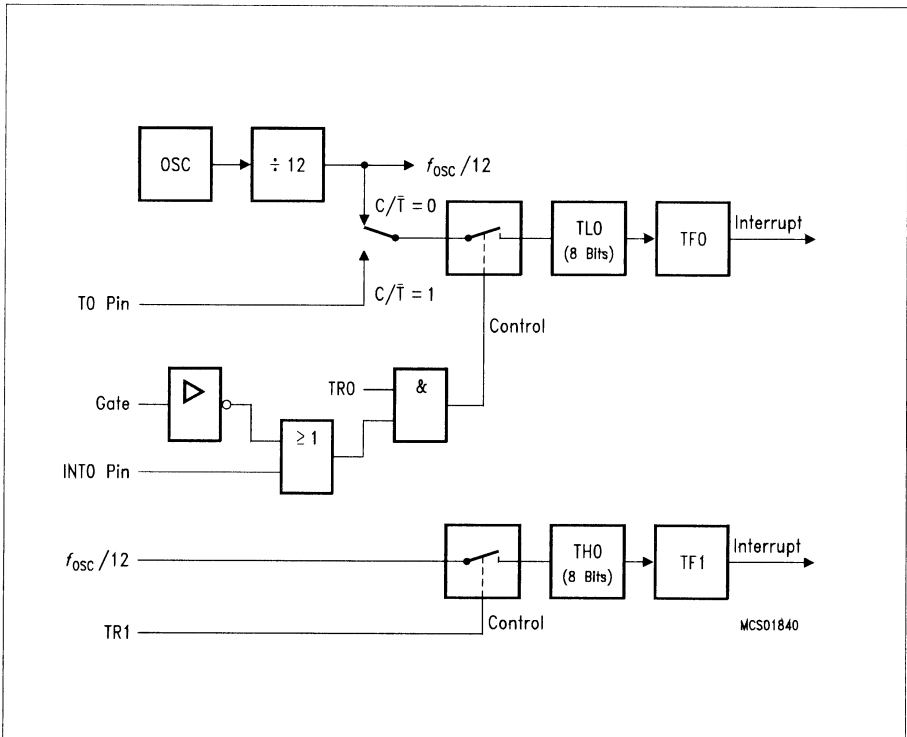 OSC
÷ 12
f_OSC /12
C/T̄ = 0
TL0
(8 Bits)
TF0
Interrupt
T0 Pin
C/T̄ = 1
Control
TR0
&
Gate
≥ 1
INT0 Pin
f_OSC /12
TH0
(8 Bits)
TF1
Interrupt
TR1
Control
MCS01840